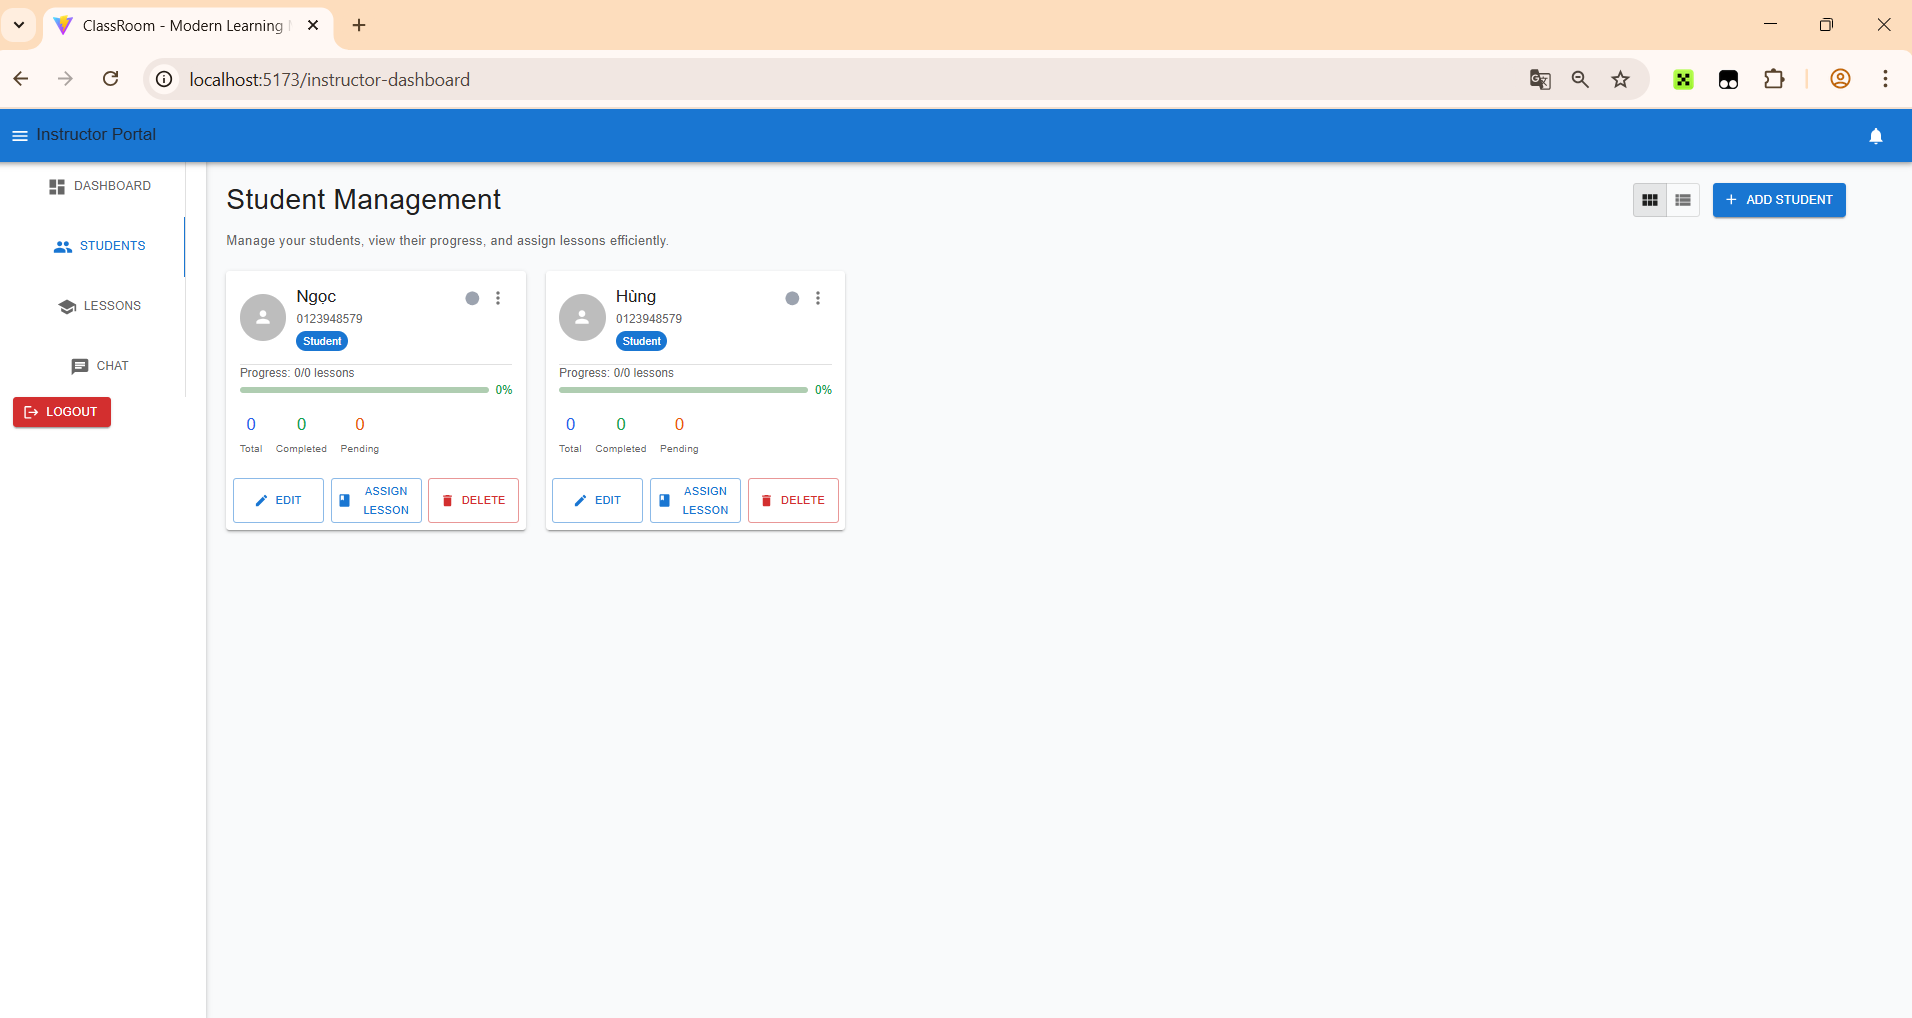 ClassRoom - Modern Learning
localhost:5173/instructor-dashboard
Instructor Portal
DASHBOARD
STUDENTS
LESSONS
CHAT
LOGOUT
Student Management
ADD STUDENT
Manage your students, view their progress, and assign lessons efficiently.
Ngọc
0123948579
Student
Progress: 0/0 lessons
0%
0 0 0
Total Completed Pending
EDIT
ASSIGN
LESSON
DELETE
Hùng
0123948579
Student
Progress: 0/0 lessons
0%
0 0 0
Total Completed Pending
EDIT
ASSIGN
LESSON
DELETE